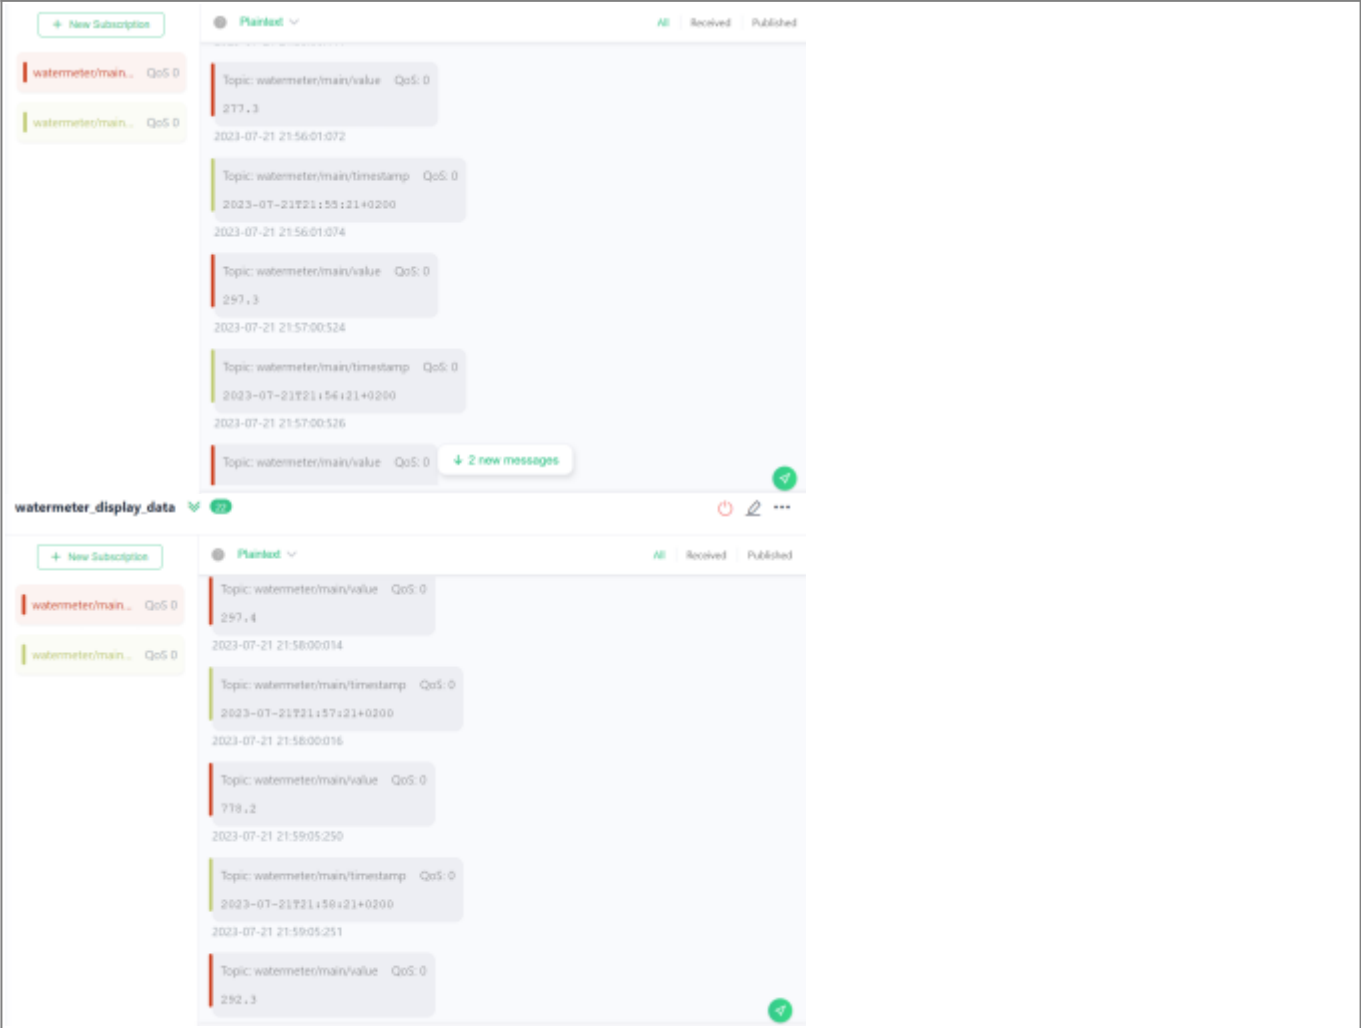 + New Subscription
Plaintext
All Received Published
watermeter/main... QoS 0
watermeter/main... QoS 0
Topic: watermeter/main/value QoS: 0
277.3
2023-07-21 21:56:01:072
Topic: watermeter/main/timestamp QoS: 0
2023-07-21T21:55:21+0200
2023-07-21 21:56:01:074
Topic: watermeter/main/value QoS: 0
297.3
2023-07-21 21:57:00:524
Topic: watermeter/main/timestamp QoS: 0
2023-07-21T21:56:21+0200
2023-07-21 21:57:00:526
Topic: watermeter/main/value QoS: 0
↓ 2 new messages
watermeter_display_data 22
+ New Subscription
Plaintext
All Received Published
watermeter/main... QoS 0
watermeter/main... QoS 0
Topic: watermeter/main/value QoS: 0
297.4
2023-07-21 21:58:00:014
Topic: watermeter/main/timestamp QoS: 0
2023-07-21T21:57:21+0200
2023-07-21 21:58:00:016
Topic: watermeter/main/value QoS: 0
778.2
2023-07-21 21:59:05:250
Topic: watermeter/main/timestamp QoS: 0
2023-07-21T21:58:21+0200
2023-07-21 21:59:05:251
Topic: watermeter/main/value QoS: 0
292.3